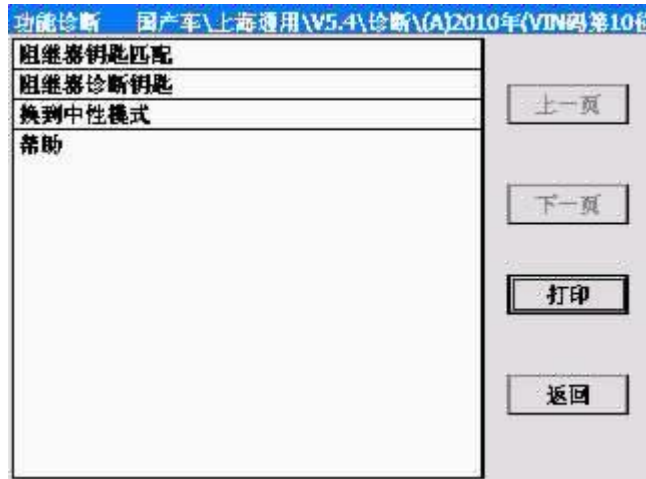 功能诊断 国产车\上海通用\V5.4\诊断\(A)2010年(VIN码第10位
阻继器钥匙匹配
阻继器诊断钥匙
换到中性模式
帮助
上一页
下一页
打印
返回